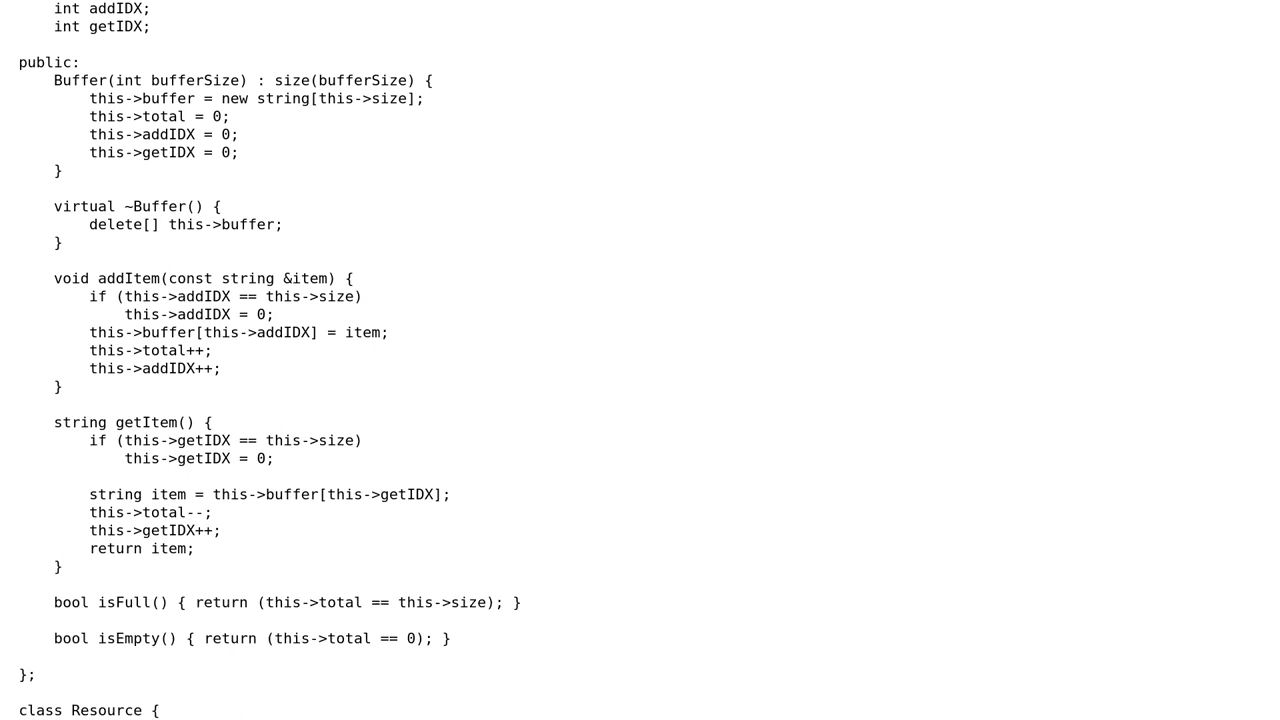 int addIDX;
    int getIDX;

public:
    Buffer(int bufferSize) : size(bufferSize) {
        this->buffer = new string[this->size];
        this->total = 0;
        this->addIDX = 0;
        this->getIDX = 0;
    }

    virtual ~Buffer() {
        delete[] this->buffer;
    }

    void addItem(const string &item) {
        if (this->addIDX == this->size)
            this->addIDX = 0;
        this->buffer[this->addIDX] = item;
        this->total++;
        this->addIDX++;
    }

    string getItem() {
        if (this->getIDX == this->size)
            this->getIDX = 0;

        string item = this->buffer[this->getIDX];
        this->total--;
        this->getIDX++;
        return item;
    }

    bool isFull() { return (this->total == this->size); }

    bool isEmpty() { return (this->total == 0); }

};

class Resource {